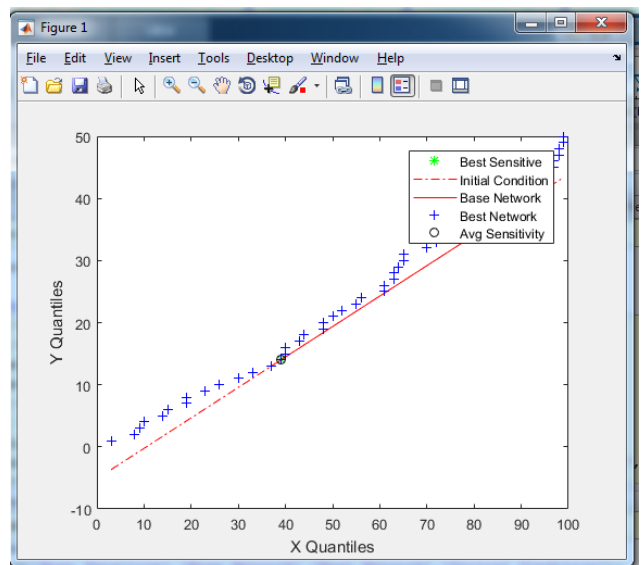 Figure 1
File Edit View Insert Tools Desktop Window Help
50
40
30
20
10
0
-10
Y Quantiles
Best Sensitive
Initial Condition
Base Network
Best Network
Avg Sensitivity
0 10 20 30 40 50 60 70 80 90 100
X Quantiles